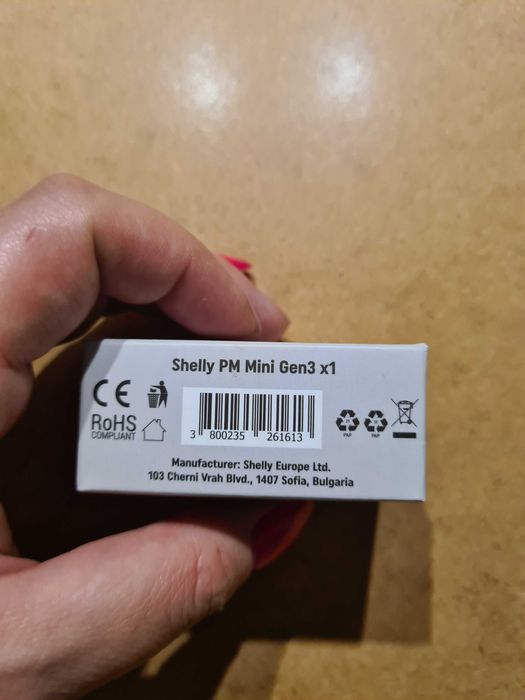 Shelly PM Mini Gen3 x1
CE
RoHS
COMPLIANT
3 800235 261613
PAP
PAP
Manufacturer: Shelly Europe Ltd.
103 Cherni Vrah Blvd., 1407 Sofia, Bulgaria